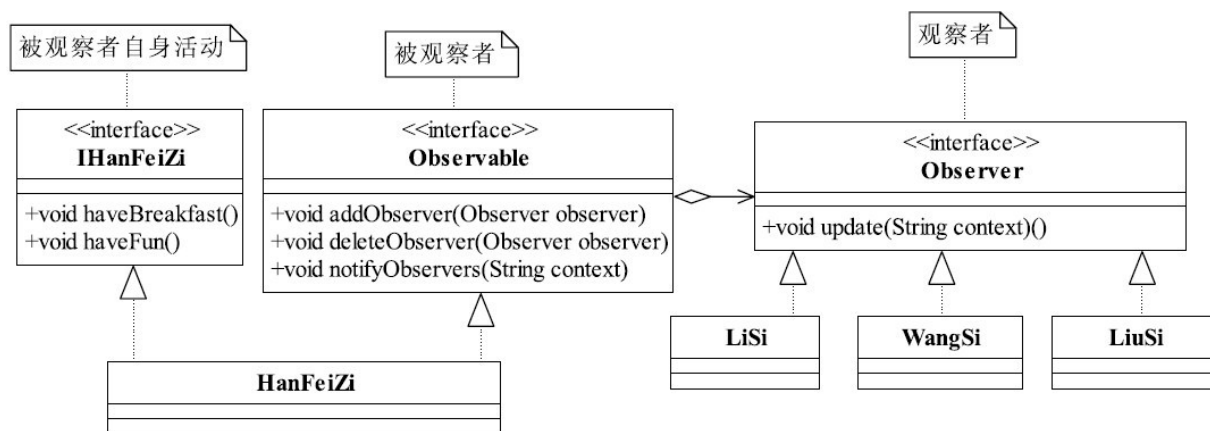 被观察者自身活动
<<interface>>
IHanFeiZi
+void haveBreakfast()
+void haveFun()
被观察者
<<interface>>
Observable
+void addObserver(Observer observer)
+void deleteObserver(Observer observer)
+void notifyObservers(String context)
观察者
<<interface>>
Observer
+void update(String context)()
HanFeiZi
LiSi
WangSi
LiuSi